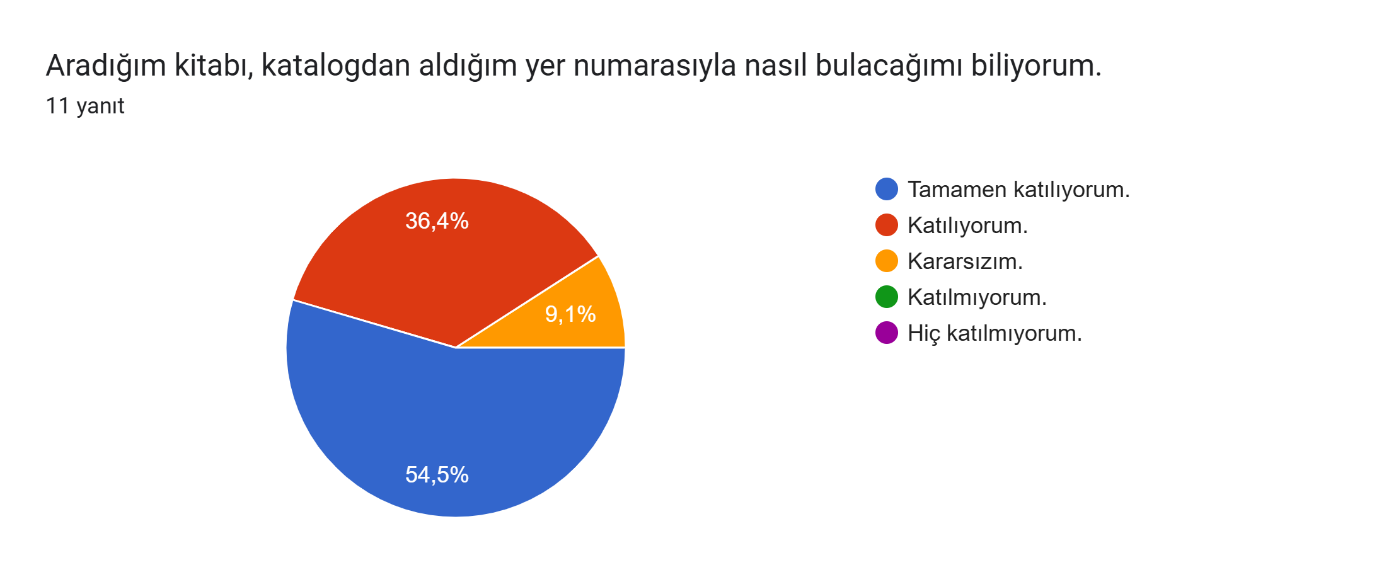 Aradığım kitabı, katalogdan aldığım yer numarasıyla nasıl bulacağımı biliyorum.
11 yanıt
Tamamen katılıyorum.
Katılıyorum.
Kararsızım.
Katılmıyorum.
Hiç katılmıyorum.
36,4%
9,1%
54,5%